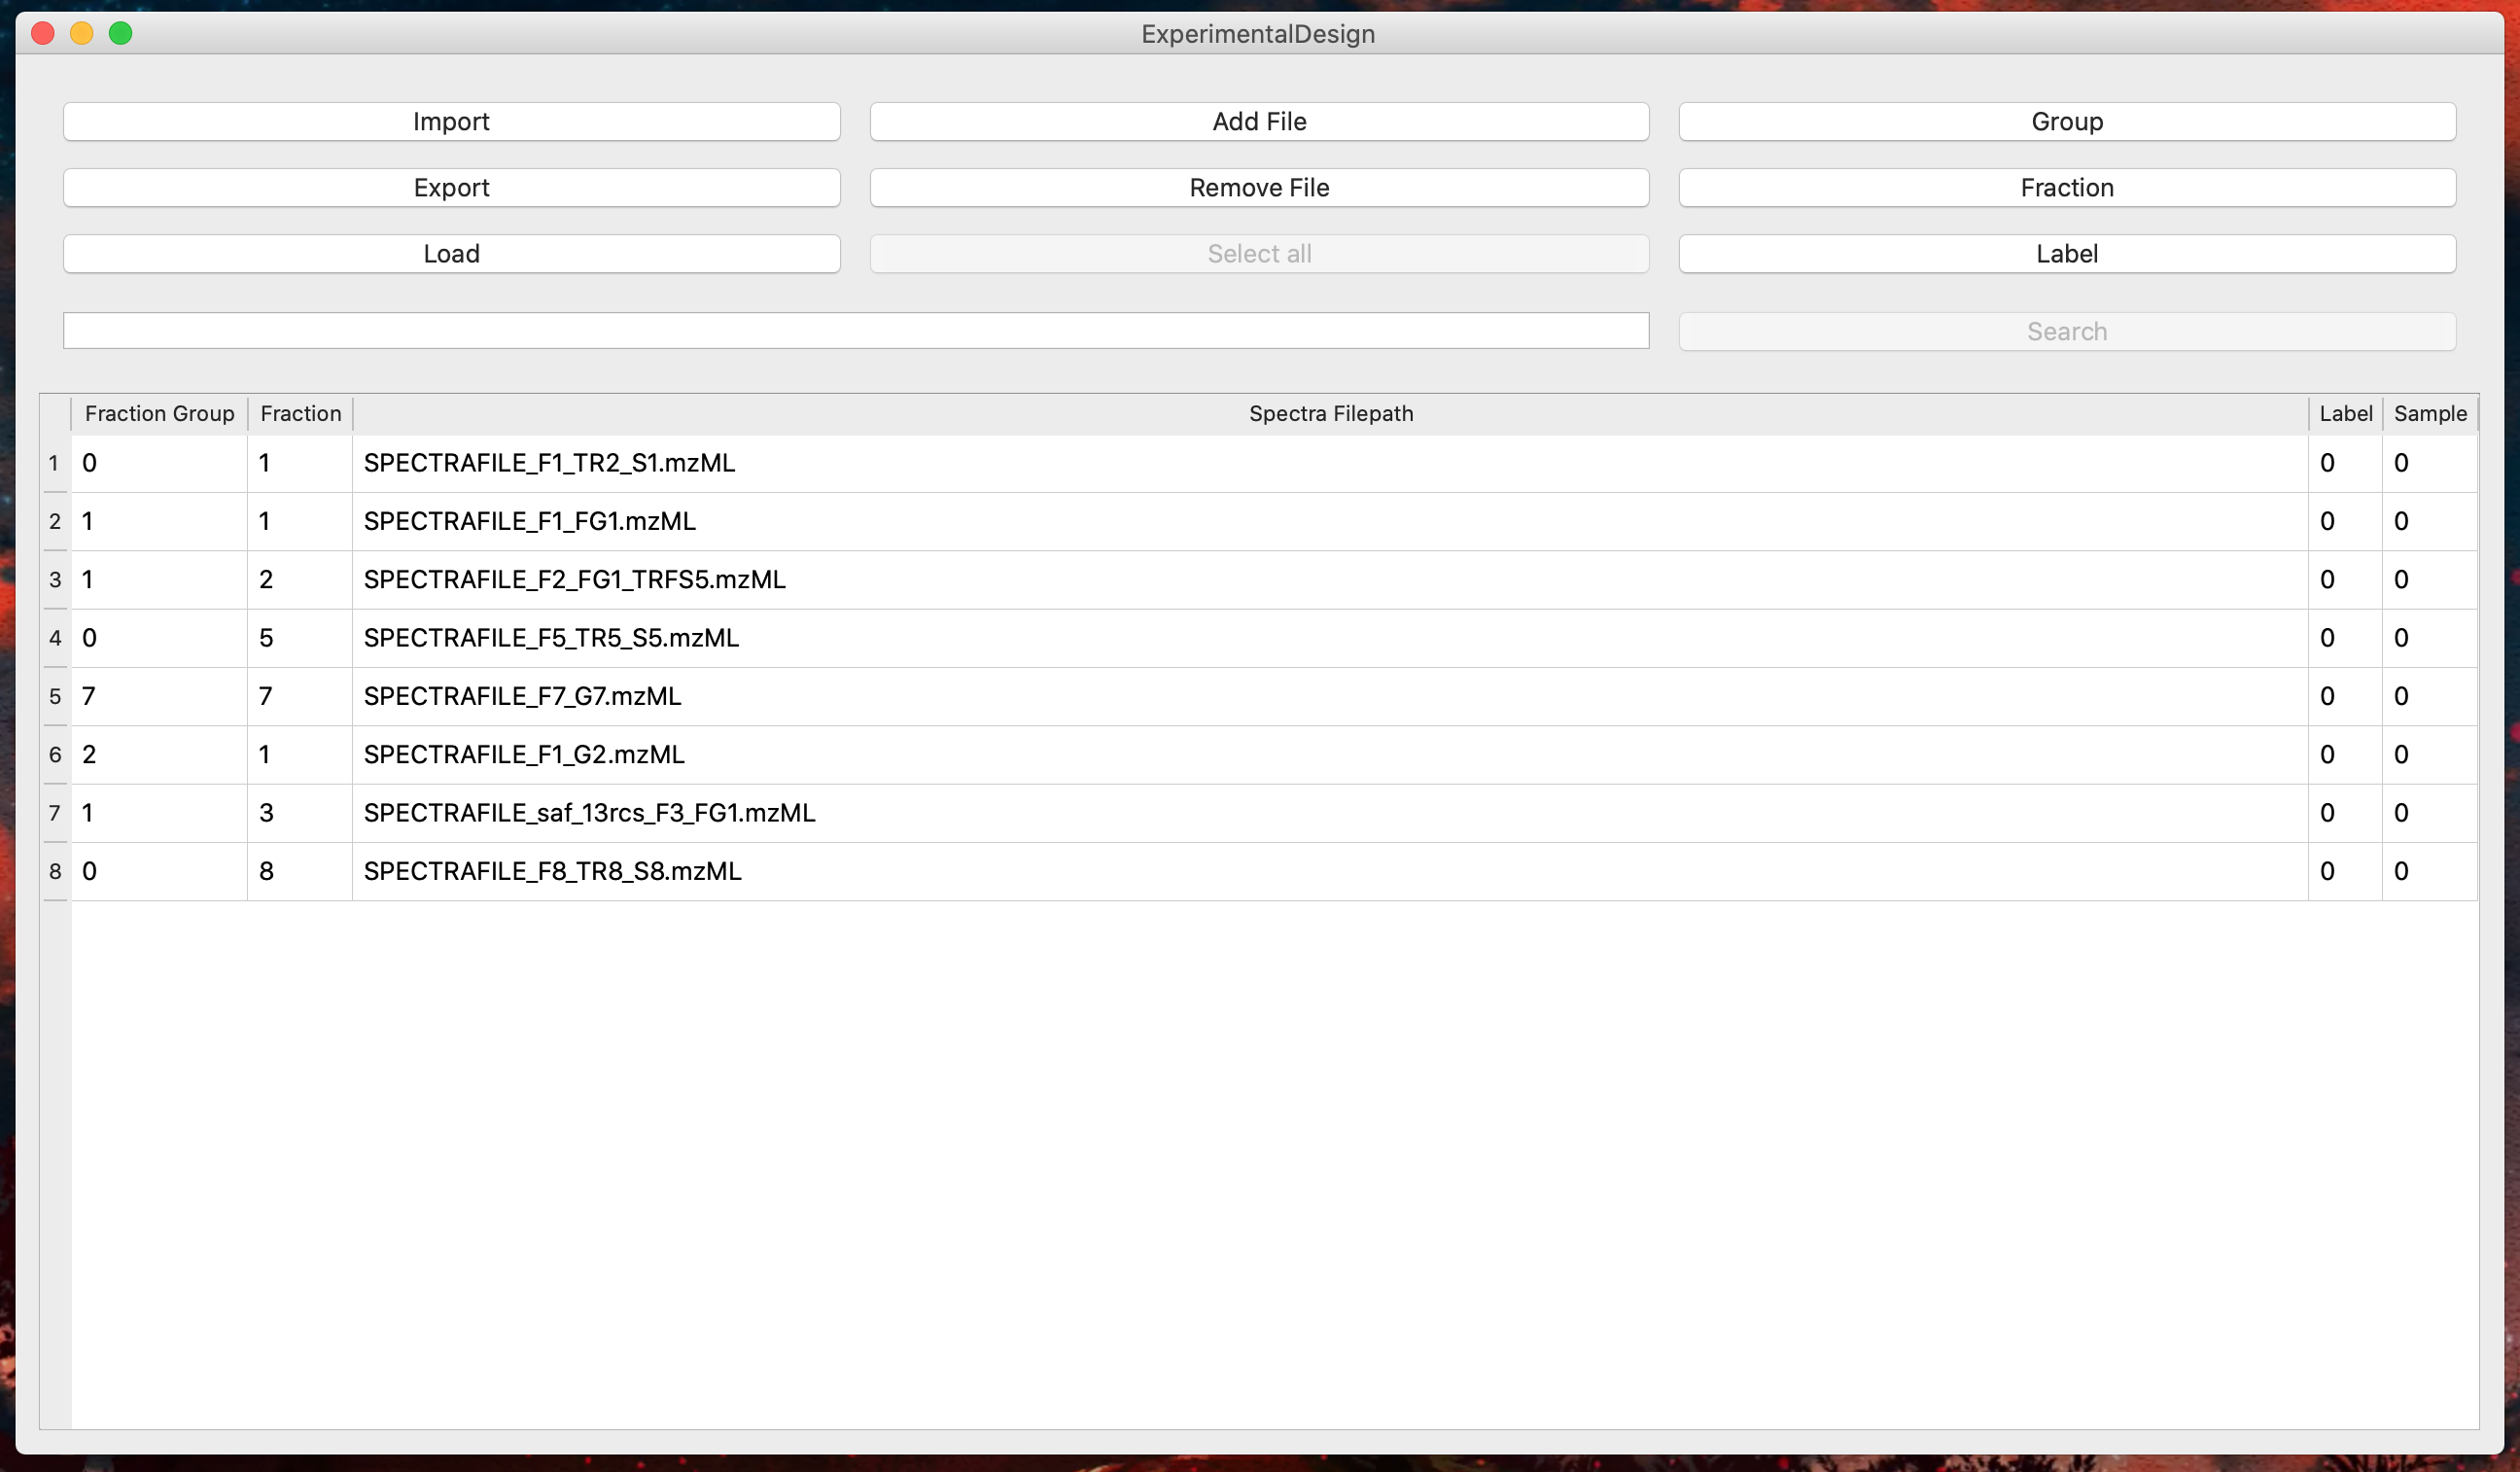 ExperimentalDesign
Import Add File Group
Export Remove File Fraction
Load Select all Label
Search
Fraction Group Fraction Spectra Filepath Label Sample
1 0 1 SPECTRAFILE_F1_TR2_S1.mzML 0 0
2 1 1 SPECTRAFILE_F1_FG1.mzML 0 0
3 1 2 SPECTRAFILE_F2_FG1_TRFS5.mzML 0 0
4 0 5 SPECTRAFILE_F5_TR5_S5.mzML 0 0
5 7 7 SPECTRAFILE_F7_G7.mzML 0 0
6 2 1 SPECTRAFILE_F1_G2.mzML 0 0
7 1 3 SPECTRAFILE_saf_13rcs_F3_FG1.mzML 0 0
8 0 8 SPECTRAFILE_F8_TR8_S8.mzML 0 0